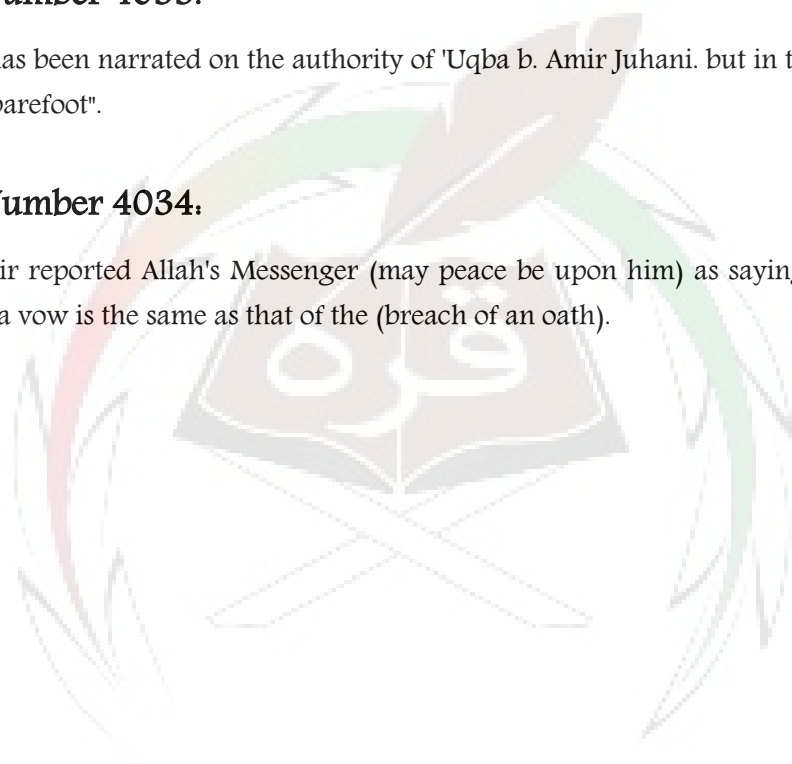 umber 4033:
as been narrated on the authority of 'Uqba b. Amir Juhani. but in t
barefoot".
umber 4034:
ir reported Allah's Messenger (may peace be upon him) as saying
a vow is the same as that of the (breach of an oath).
قره